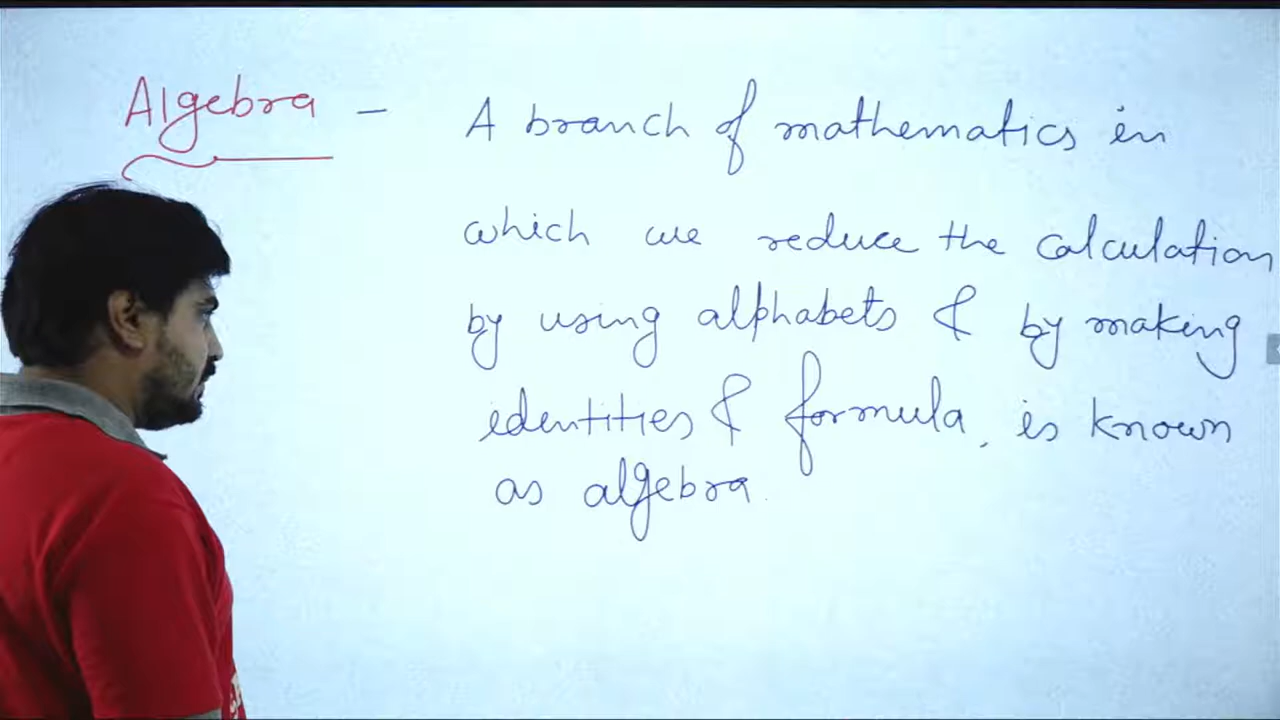 Algebra - A branch of mathematics in
which we reduce the calculation
by using alphabets & by making
identities & formula, is known
as algebra.